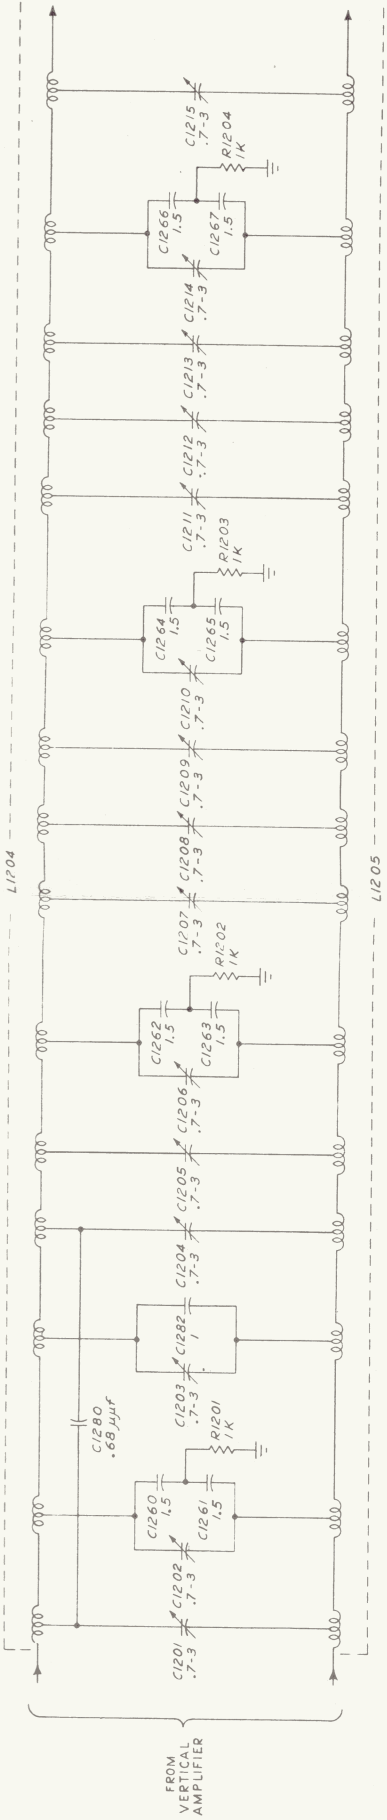 FROM
VERTICAL
AMPLIFIER
L1204
L1205
C1201
.7-3
C1202
.7-3
C1260
1.5
C1261
1.5
R1201
1K
C1280
.68µµf
C1203
.7-3
C1282
1
C1204
.7-3
C1205
.7-3
C1206
.7-3
C1262
1.5
C1263
1.5
R1202
1K
C1207
.7-3
C1208
.7-3
C1209
.7-3
C1210
.7-3
C1264
1.5
C1265
1.5
R1203
1K
C1211
.7-3
C1212
.7-3
C1213
.7-3
C1214
.7-3
C1266
1.5
C1267
1.5
R1204
1K
C1215
.7-3